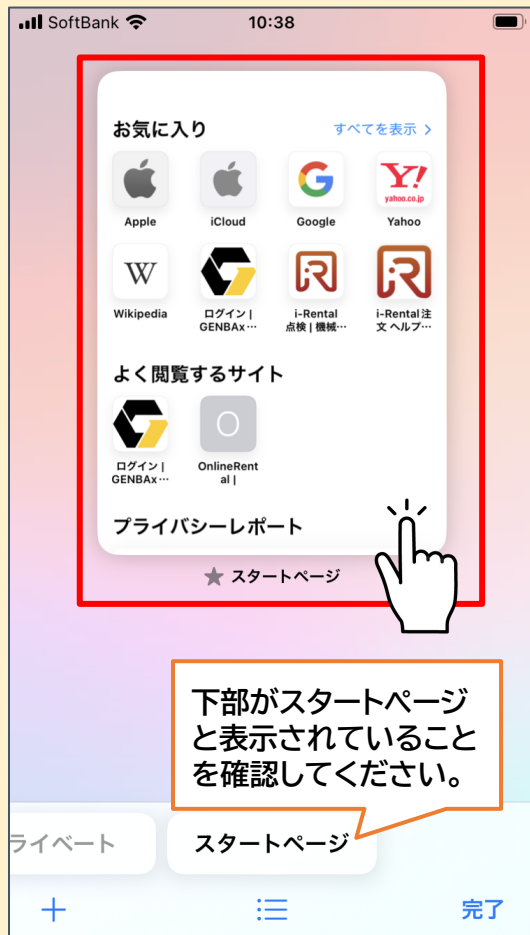 SoftBank 10:38
お気に入り すべてを表示 >
Apple iCloud Google Yahoo
Y! yahoo.co.jp
W
Wikipedia ログイン | GENBAx… i-Rental 点検 | 機械… i-Rental注文 ヘルプ…
iR iR
よく閲覧するサイト
O
ログイン | GENBAx… OnlineRental |
プライバシーレポート
★ スタートページ
下部がスタートページ
と表示されていること
を確認してください。
ライベート スタートページ
+ 完了